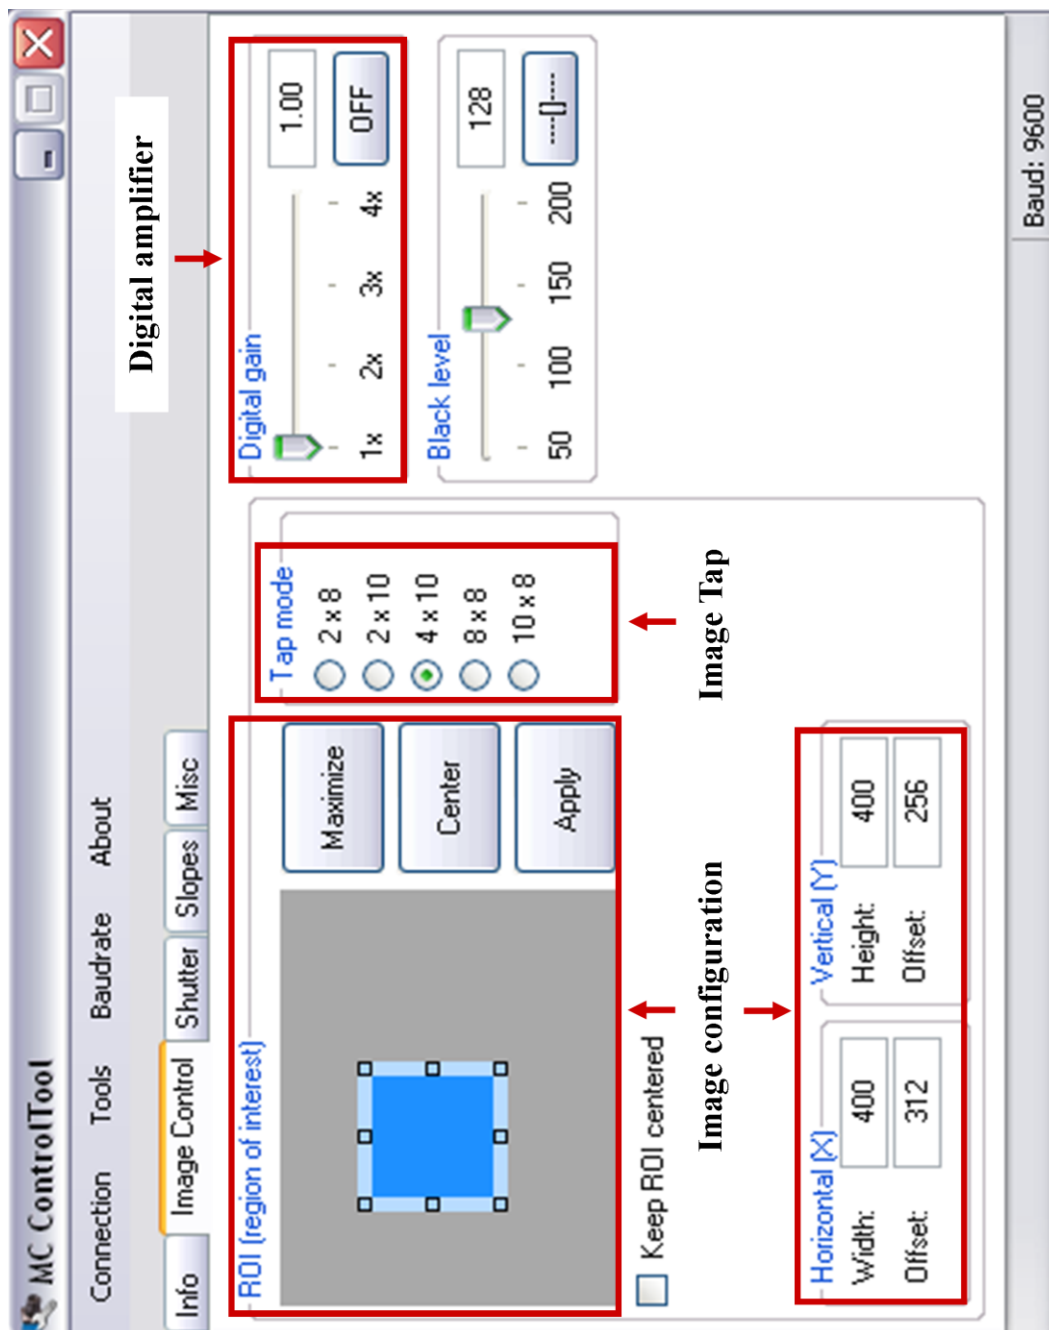 MC ControlTool
Connection Tools Baudrate About
Digital amplifier
Info Image Control Shutter Slopes Misc
ROI (region of interest)
Maximize
Center
Apply
Keep ROI centered
Tap mode
2 x 8
2 x 10
4 x 10
8 x 8
10 x 8
Digital gain
1.00
1x 2x 3x 4x
OFF
Black level
128
50 100 150 200
----[]----
Image configuration
Image Tap
Horizontal (X)
Width: 400
Offset: 312
Vertical (Y)
Height: 400
Offset: 256
Baud: 9600